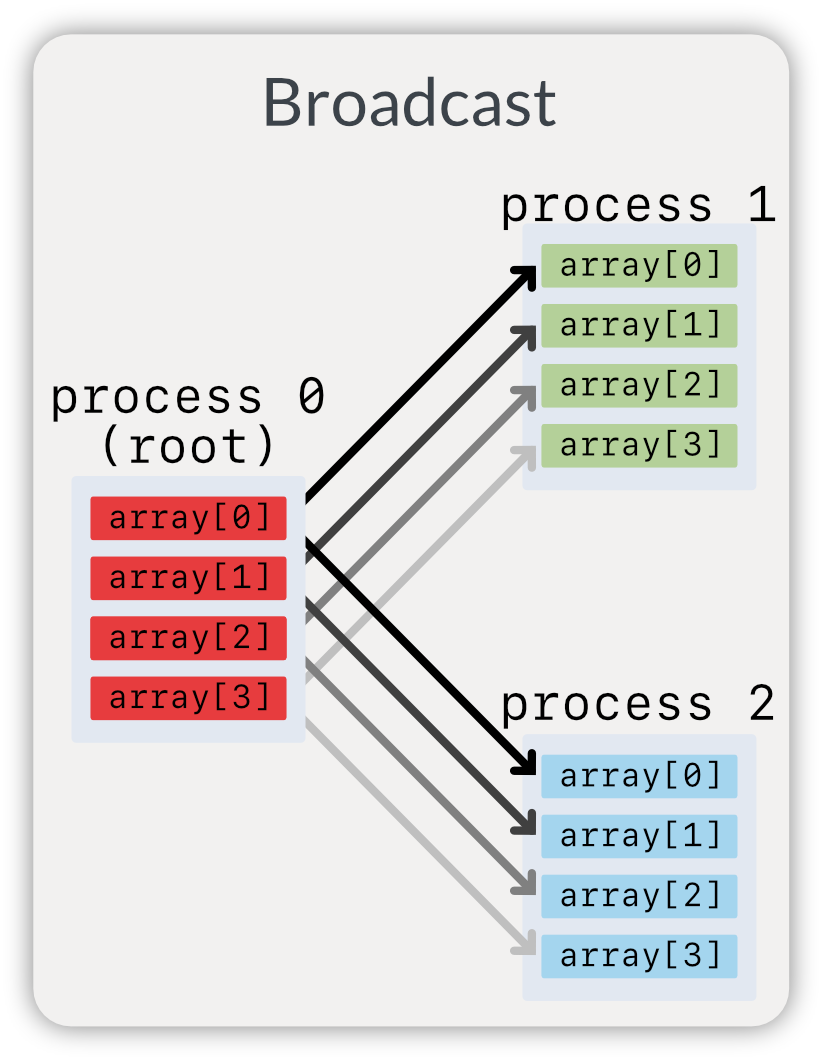 Broadcast
process 1
array[0]
array[1]
array[2]
array[3]
process 0
(root)
array[0]
array[1]
array[2]
array[3]
process 2
array[0]
array[1]
array[2]
array[3]